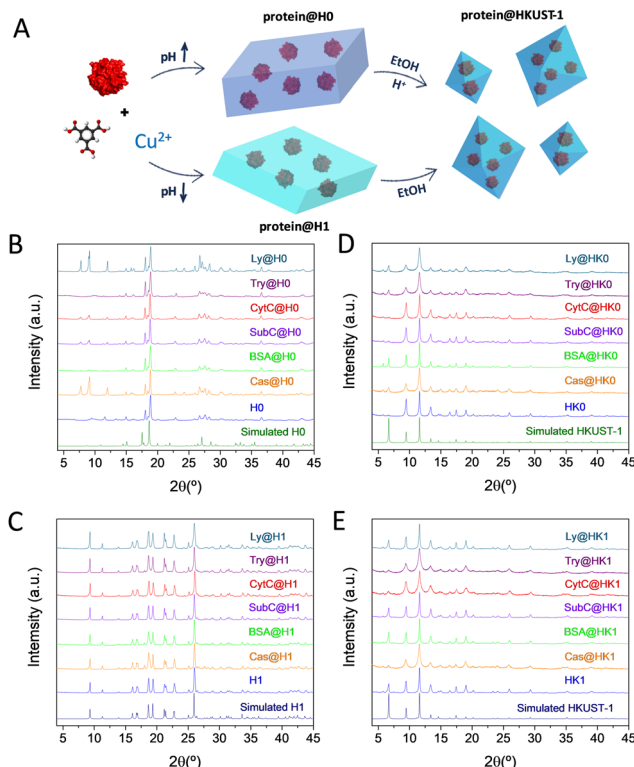 A
protein@H0
protein@HKUST-1
pH
EtOH
H⁺
+
Cu²⁺
pH
EtOH
protein@H1
B
Intensity (a.u.)
Ly@H0
Try@H0
CytC@H0
SubC@H0
BSA@H0
Cas@H0
H0
Simulated H0
5 10 15 20 25 30 35 40 45
2θ(º)
D
Intensity (a.u.)
Ly@HK0
Try@HK0
CytC@HK0
SubC@HK0
BSA@HK0
Cas@HK0
HK0
Simulated HKUST-1
5 10 15 20 25 30 35 40 45
2θ(º)
C
Intemsity (a.u.)
Ly@H1
Try@H1
CytC@H1
SubC@H1
BSA@H1
Cas@H1
H1
Simulated H1
5 10 15 20 25 30 35 40 45
2θ(º)
E
Intemsity (a.u.)
Ly@HK1
Try@HK1
CytC@HK1
SubC@HK1
BSA@HK1
Cas@HK1
HK1
Simulated HKUST-1
5 10 15 20 25 30 35 40 45
2θ(º)